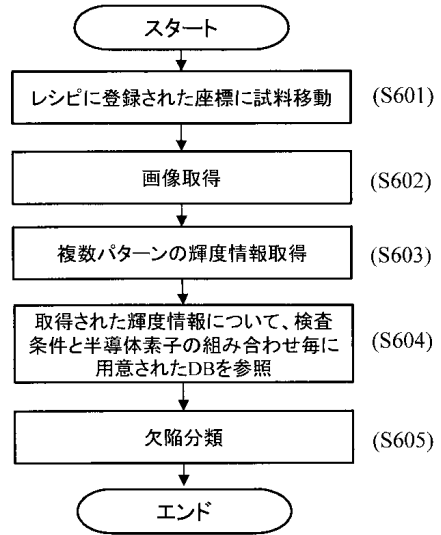 スタート
レシピに登録された座標に試料移動
(S601)
画像取得
(S602)
複数パターンの輝度情報取得
(S603)
取得された輝度情報について、検査
条件と半導体素子の組み合わせ毎に
用意されたDBを参照
(S604)
欠陥分類
(S605)
エンド